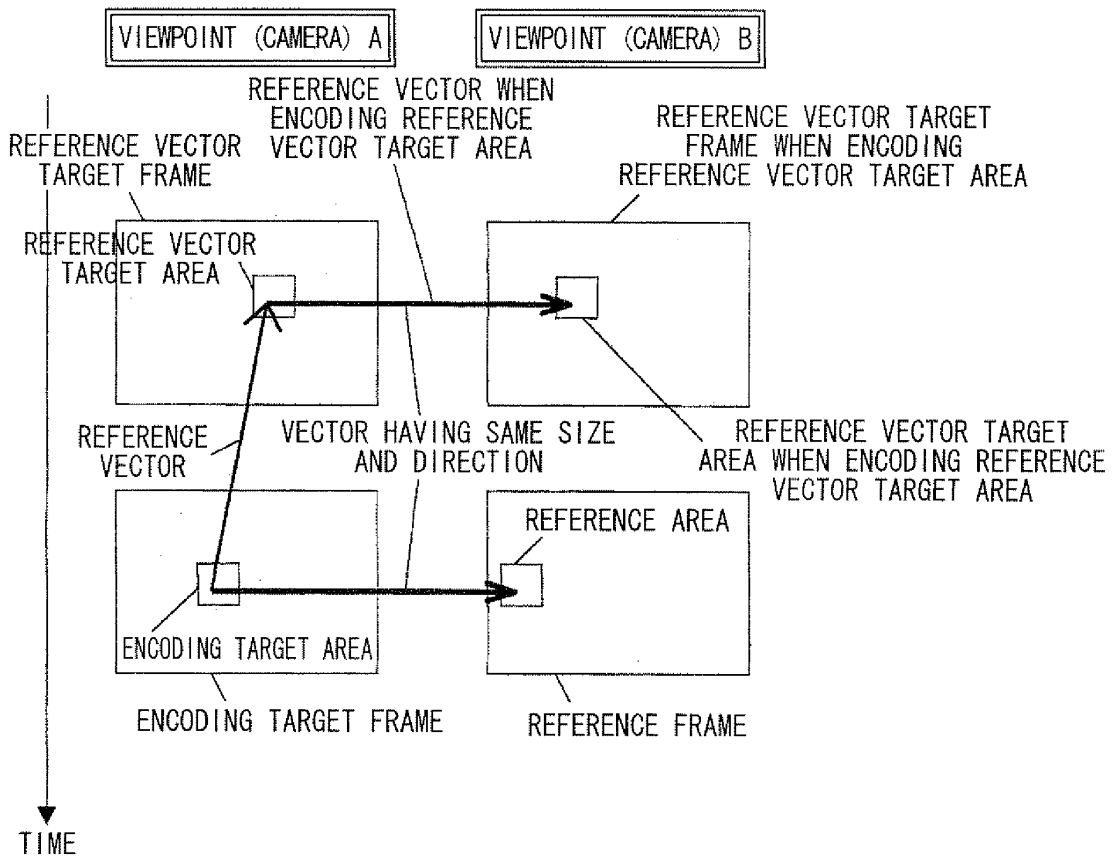 VIEWPOINT (CAMERA) A
VIEWPOINT (CAMERA) B
REFERENCE VECTOR WHEN
ENCODING REFERENCE
VECTOR TARGET AREA
REFERENCE VECTOR TARGET
FRAME WHEN ENCODING
REFERENCE VECTOR TARGET AREA
REFERENCE VECTOR
TARGET FRAME
REFERENCE VECTOR
TARGET AREA
REFERENCE
VECTOR
VECTOR HAVING SAME SIZE
AND DIRECTION
REFERENCE VECTOR TARGET
AREA WHEN ENCODING REFERENCE
VECTOR TARGET AREA
REFERENCE AREA
ENCODING TARGET AREA
ENCODING TARGET FRAME
REFERENCE FRAME
TIME